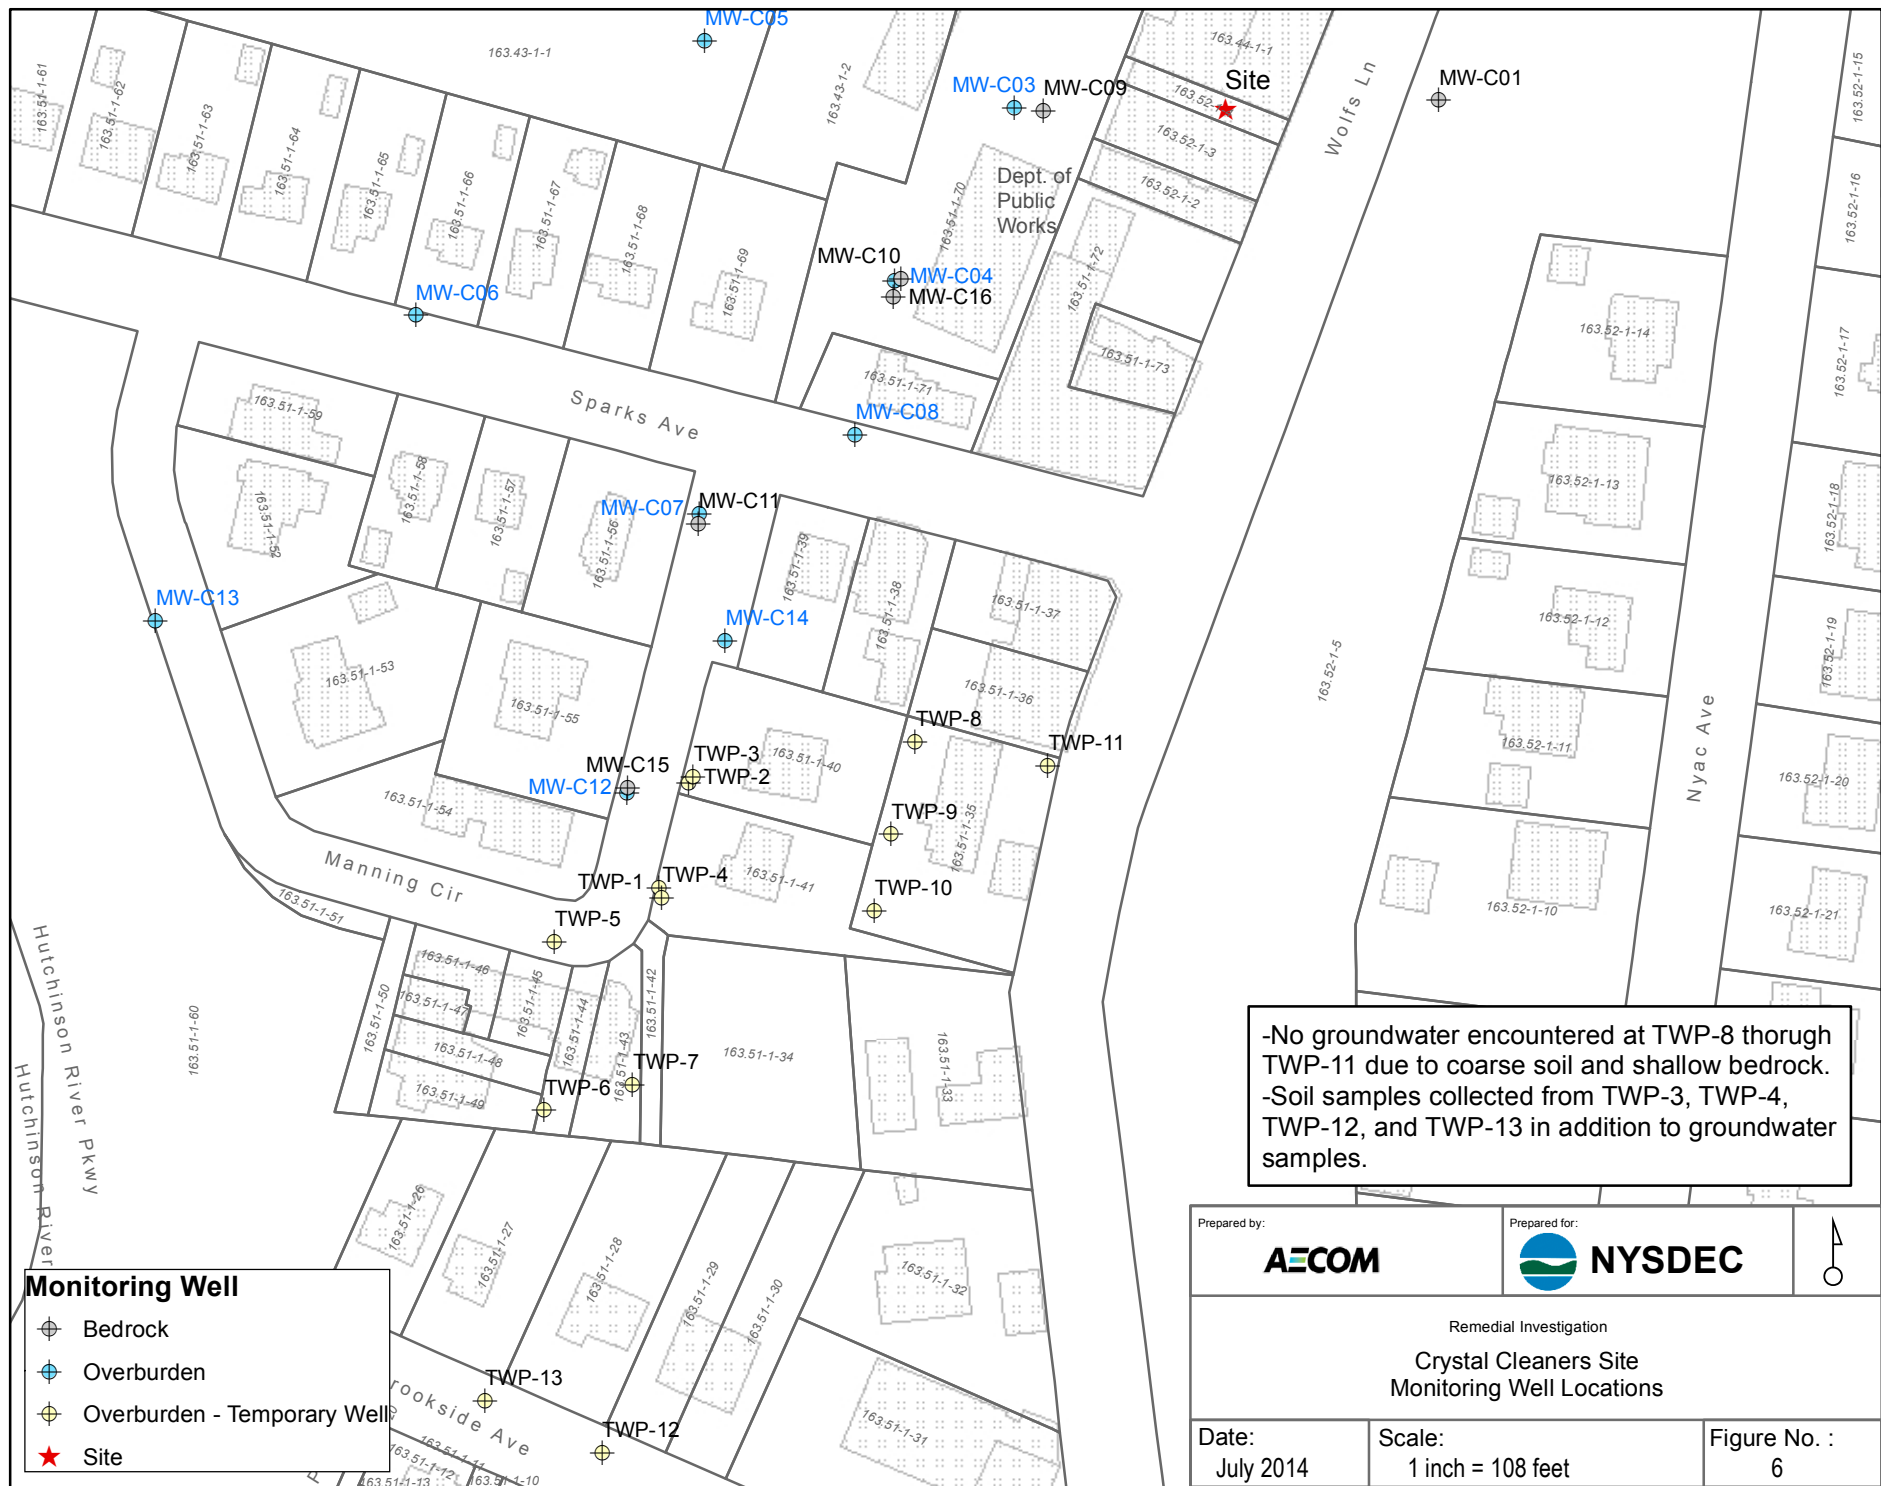 MW-C05
163.43-1-1
163.43-1-2
163.44-1-1
Site
MW-C03
MW-C09
MW-C01
163.52-1-15
163.51-1-61
163.51-1-62
163.51-1-63
163.51-1-64
163.51-1-65
163.51-1-66
163.51-1-67
163.51-1-68
163.51-1-69
163.51-1-70
Dept. of
Public
Works
163.52-1-3
163.52-1-2
Wolfs Ln
163.52-1-16
163.51-1-72
MW-C10
MW-C04
MW-C16
MW-C06
163.51-1-73
163.52-1-14
163.52-1-17
163.51-1-71
MW-C08
Sparks Ave
163.51-1-59
163.51-1-58
163.51-1-57
163.51-1-56
163.51-1-52
MW-C07
MW-C11
163.51-1-39
163.51-1-38
163.51-1-37
163.52-1-13
163.52-1-18
MW-C13
MW-C14
163.52-1-12
163.52-1-19
163.52-1-5
163.51-1-53
163.51-1-55
163.51-1-36
TWP-8
TWP-11
163.52-1-11
Nyac Ave
163.52-1-20
TWP-3
TWP-2
163.51-1-40
MW-C15
MW-C12
163.51-1-54
TWP-9
163.51-1-35
Manning Cir
TWP-1
TWP-4
163.51-1-41
TWP-10
163.52-1-10
163.52-1-21
163.51-1-51
TWP-5
163.51-1-46
163.51-1-45
163.51-1-44
163.51-1-42
163.51-1-47
163.51-1-50
163.51-1-48
163.51-1-49
163.51-1-43
TWP-7
TWP-6
163.51-1-34
163.51-1-33
163.51-1-60
Hutchinson River Pkwy
Hutchinson River
-No groundwater encountered at TWP-8 thorugh
TWP-11 due to coarse soil and shallow bedrock.
-Soil samples collected from TWP-3, TWP-4,
TWP-12, and TWP-13 in addition to groundwater
samples.
163.51-1-26
163.51-1-27
163.51-1-28
163.51-1-29
163.51-1-30
163.51-1-32
163.51-1-31
TWP-13
TWP-12
rookside Ave
163.51-1-11
163.51-1-12
163.51-1-13
163.51-1-10
Monitoring Well
Bedrock
Overburden
Overburden - Temporary Well
Site
Prepared by:
AECOM
Prepared for:
NYSDEC
Remedial Investigation
Crystal Cleaners Site
Monitoring Well Locations
Date:
July 2014
Scale:
1 inch = 108 feet
Figure No. :
6